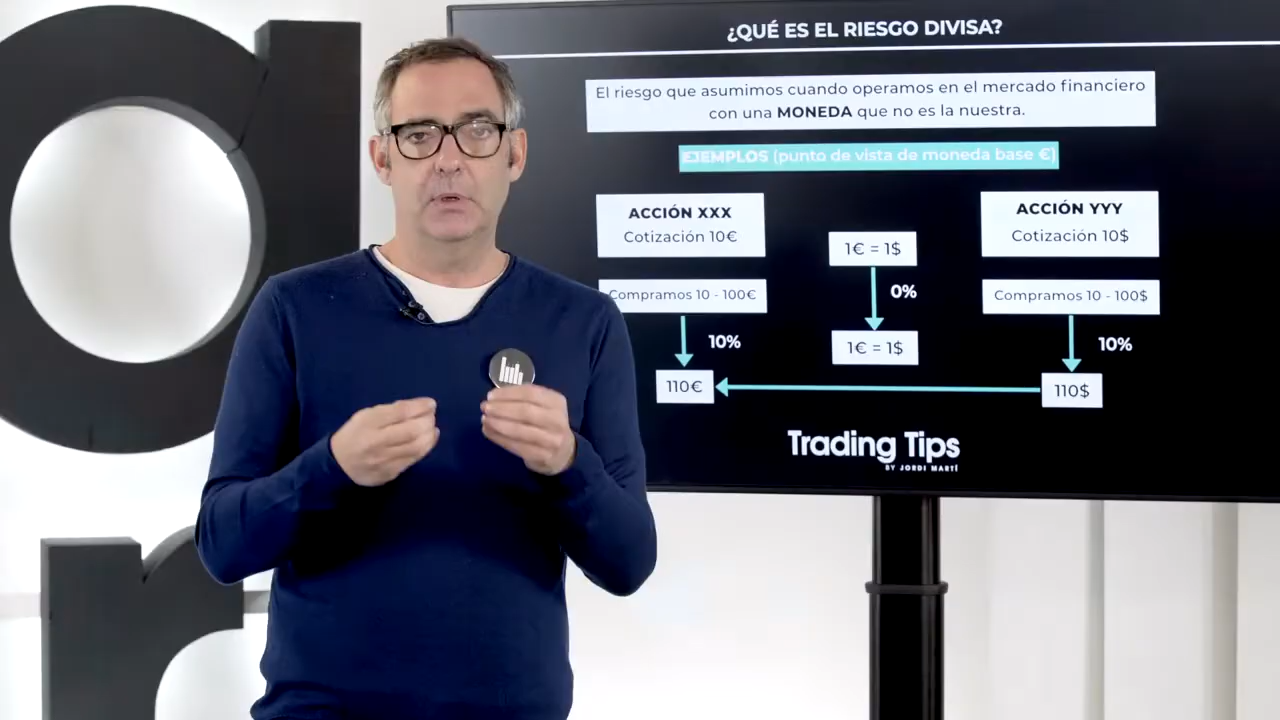 ¿QUÉ ES EL RIESGO DIVISA?
El riesgo que asumimos cuando operamos en el mercado financiero
con una MONEDA que no es la nuestra.
EJEMPLOS (punto de vista de moneda base €)
ACCIÓN XXX
Cotización 10€
Compramos 10 - 100€
10%
110€
1€ = 1$
0%
1€ = 1$
ACCIÓN YYY
Cotización 10$
Compramos 10 - 100$
10%
110$
Trading Tips
BY JORDI MARTÍ